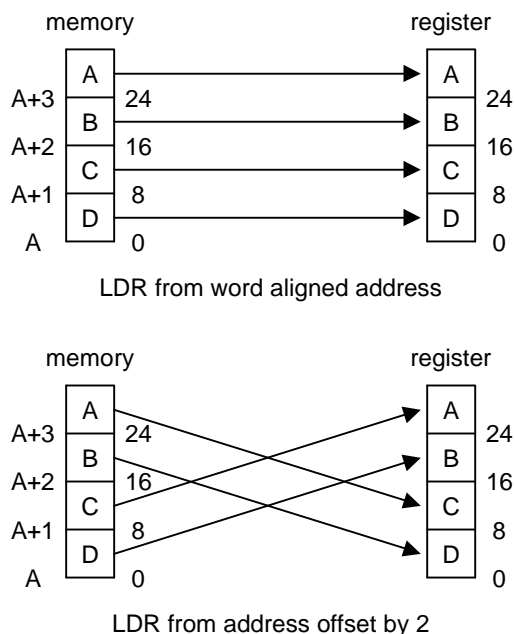 memory register
A A
A+3 24 24
B B
A+2 16 16
C C
A+1 8 8
D D
A 0 0
LDR from word aligned address
memory register
A A
A+3 24 24
B B
A+2 16 16
C C
A+1 8 8
D D
A 0 0
LDR from address offset by 2